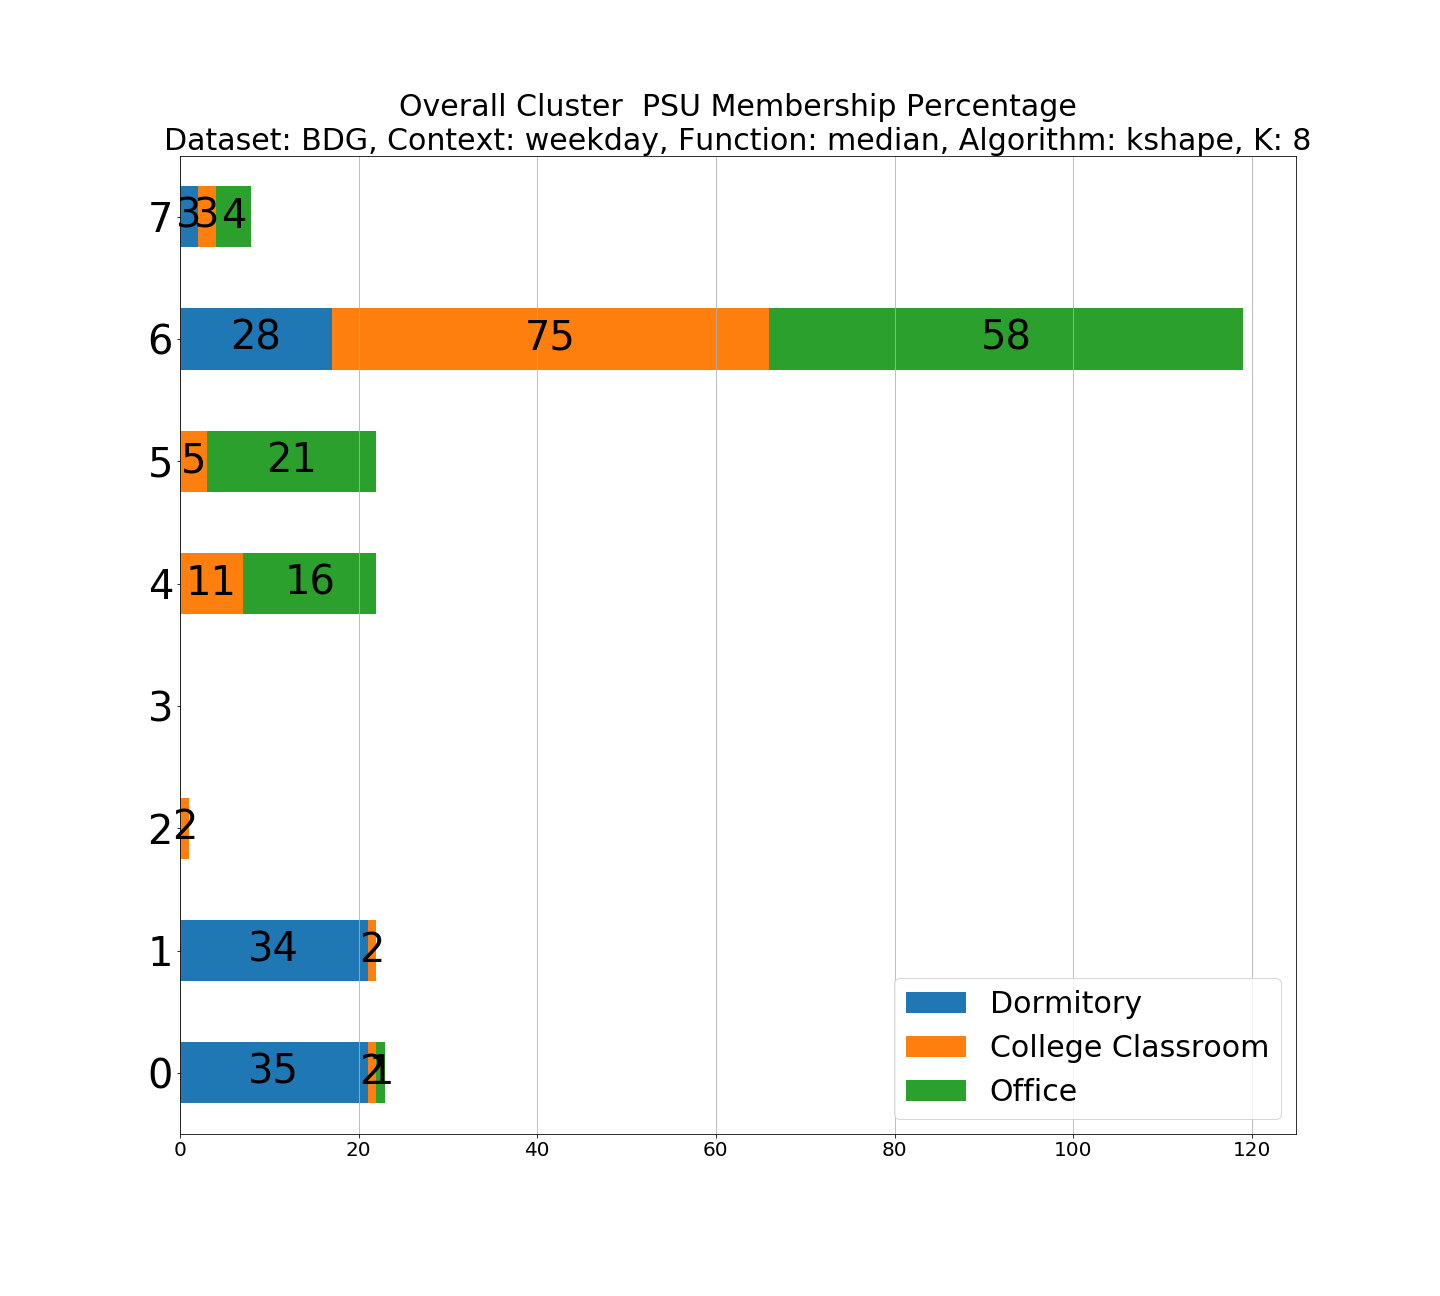 Overall Cluster  PSU Membership Percentage
Dataset: BDG, Context: weekday, Function: median, Algorithm: kshape, K: 8
7 3 3 4
6 28 75 58
5 5 21
4 11 16
3
2 2
1 34 2
0 35 2 1
Dormitory
College Classroom
Office
0 20 40 60 80 100 120